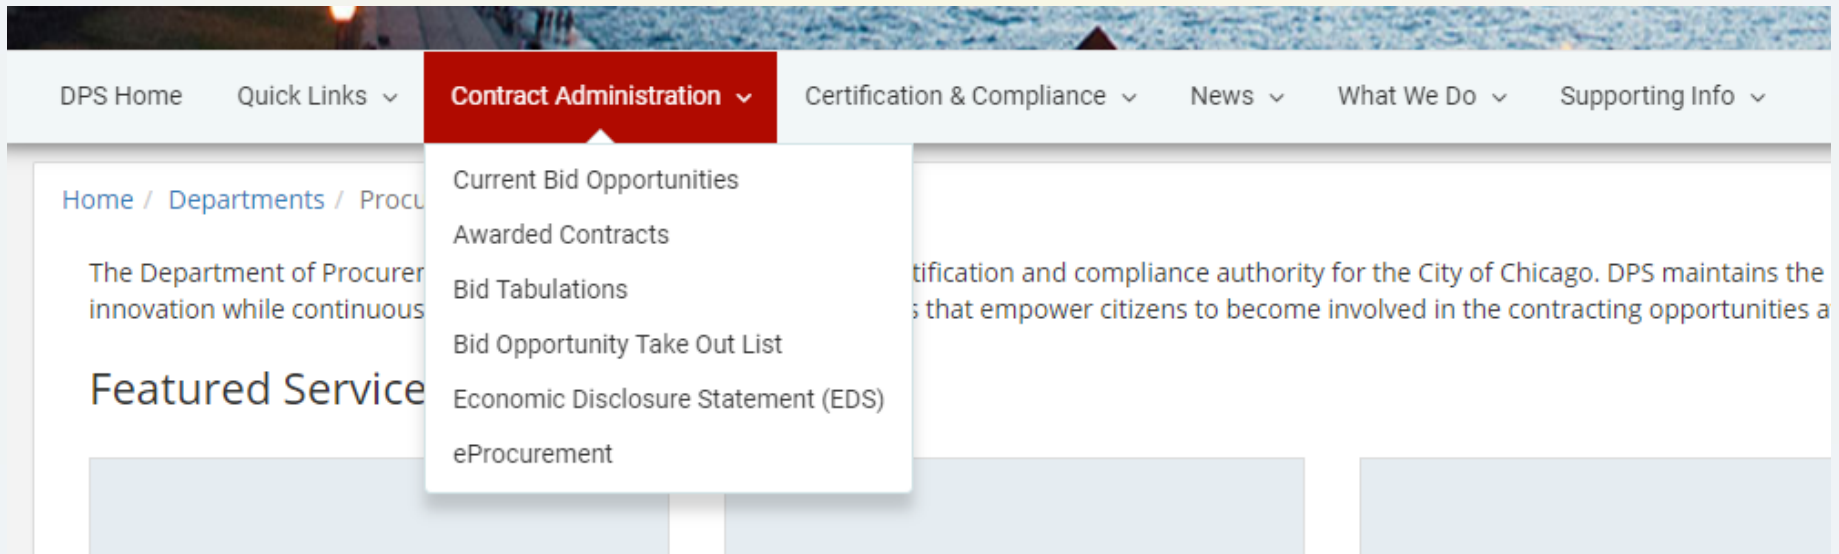 DPS Home Quick Links Contract Administration Certification & Compliance News What We Do Supporting Info
Current Bid Opportunities
Awarded Contracts
Bid Tabulations
Bid Opportunity Take Out List
Economic Disclosure Statement (EDS)
eProcurement
Home / Departments /
The Department of tification and compliance authority for the City of Chicago. DPS maintains the
innovation while that empower citizens to become involved in the contracting opportunities
Featured Service